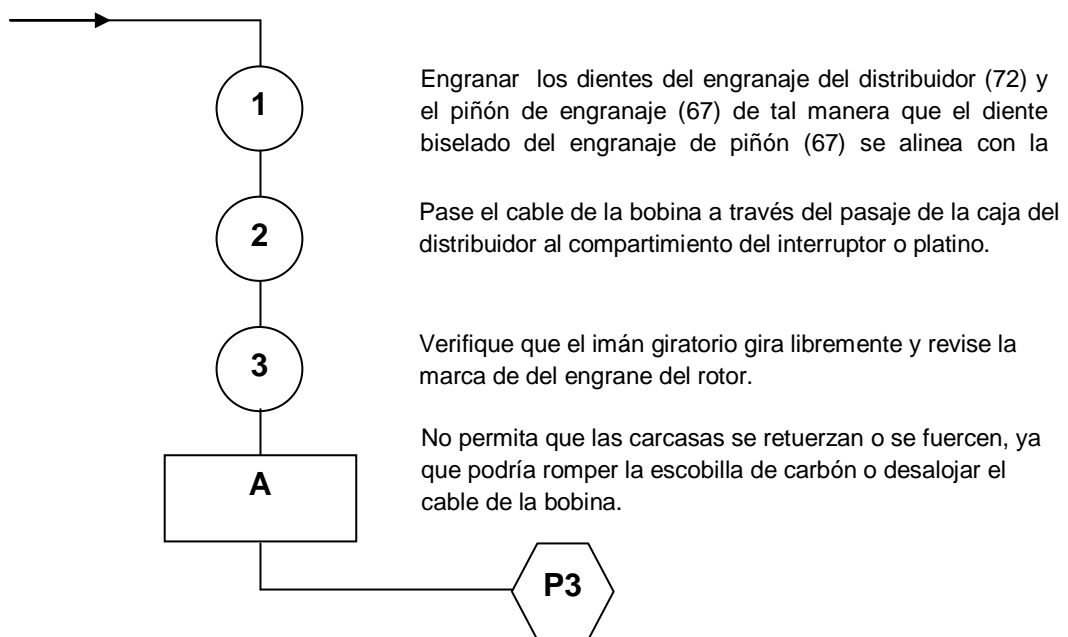 1
Engranar los dientes del engranaje del distribuidor (72) y
el piñón de engranaje (67) de tal manera que el diente
biselado del engranaje de piñón (67) se alinea con la
2
Pase el cable de la bobina a través del pasaje de la caja del
distribuidor al compartimiento del interruptor o platino.
3
Verifique que el imán giratorio gira libremente y revise la
marca de del engrane del rotor.
A
No permita que las carcasas se retuerzan o se fuercen, ya
que podría romper la escobilla de carbón o desalojar el
cable de la bobina.
P3